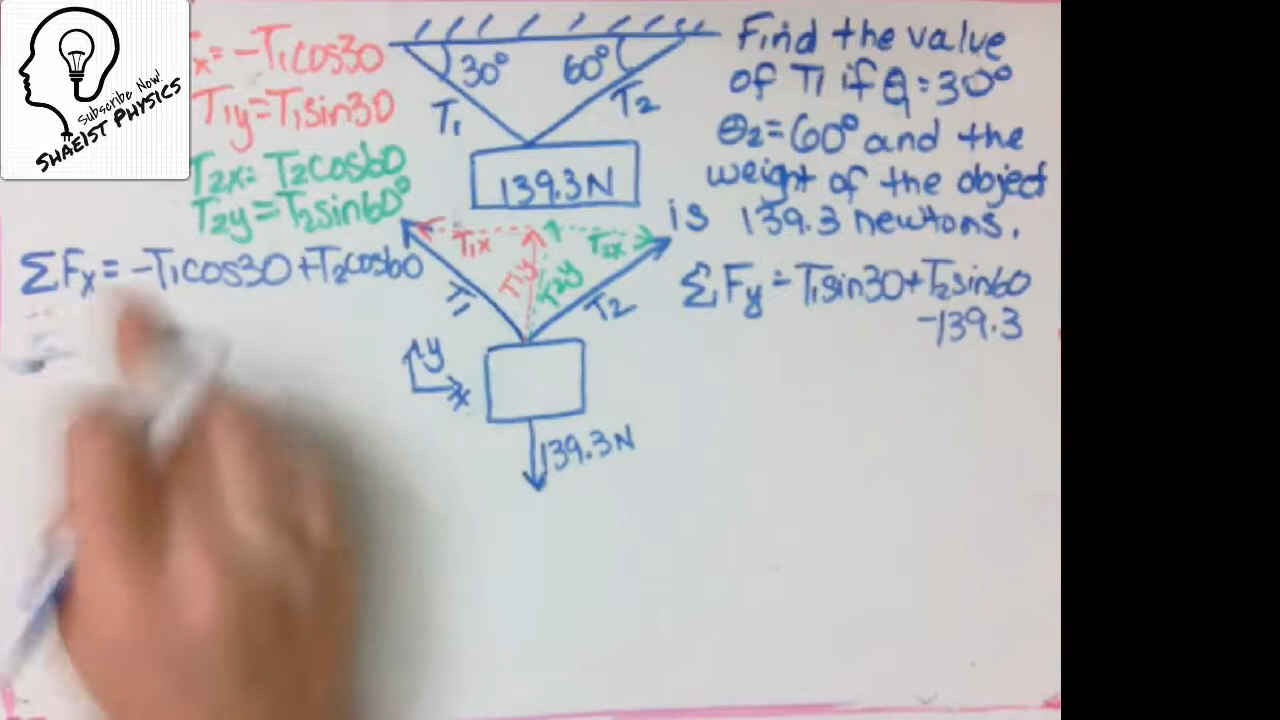 Subscribe Now!
SHAEIST PHYSICS
x = -T1cos30
T1y = T1sin30
T2x = T2cos60
T2y = T2sin60°
30°
60°
T1
T2
139.3N
Find the value
of T1 if θ1 = 30°
θ2 = 60° and the
weight of the object
is 139.3 newtons.
ΣFx = -T1cos30 + T2cos60
T1x
T2x
T1y
T2y
T1
T2
ΣFy = T1sin30 + T2sin60
-139.3
y
x
139.3N